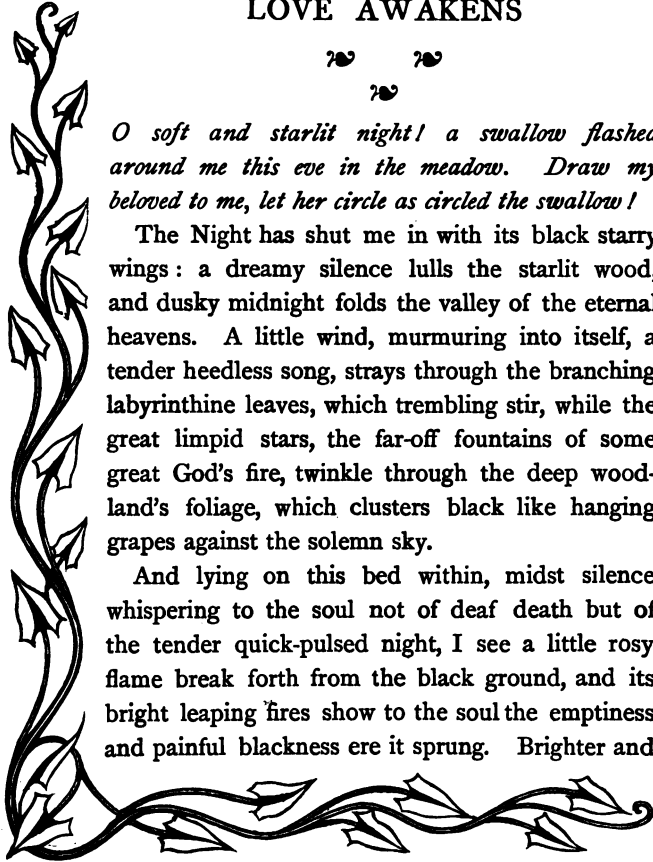 LOVE AWAKENS
O soft and starlit night! a swallow flashed
around me this eve in the meadow. Draw my
beloved to me, let her circle as circled the swallow!
The Night has shut me in with its black starry
wings: a dreamy silence lulls the starlit wood,
and dusky midnight folds the valley of the eternal
heavens. A little wind, murmuring into itself, a
tender heedless song, strays through the branching
labyrinthine leaves, which trembling stir, while the
great limpid stars, the far-off fountains of some
great God's fire, twinkle through the deep wood-
land's foliage, which clusters black like hanging
grapes against the solemn sky.
And lying on this bed within, midst silence
whispering to the soul not of deaf death but of
the tender quick-pulsed night, I see a little rosy
flame break forth from the black ground, and its
bright leaping fires show to the soul the emptiness
and painful blackness ere it sprung. Brighter and